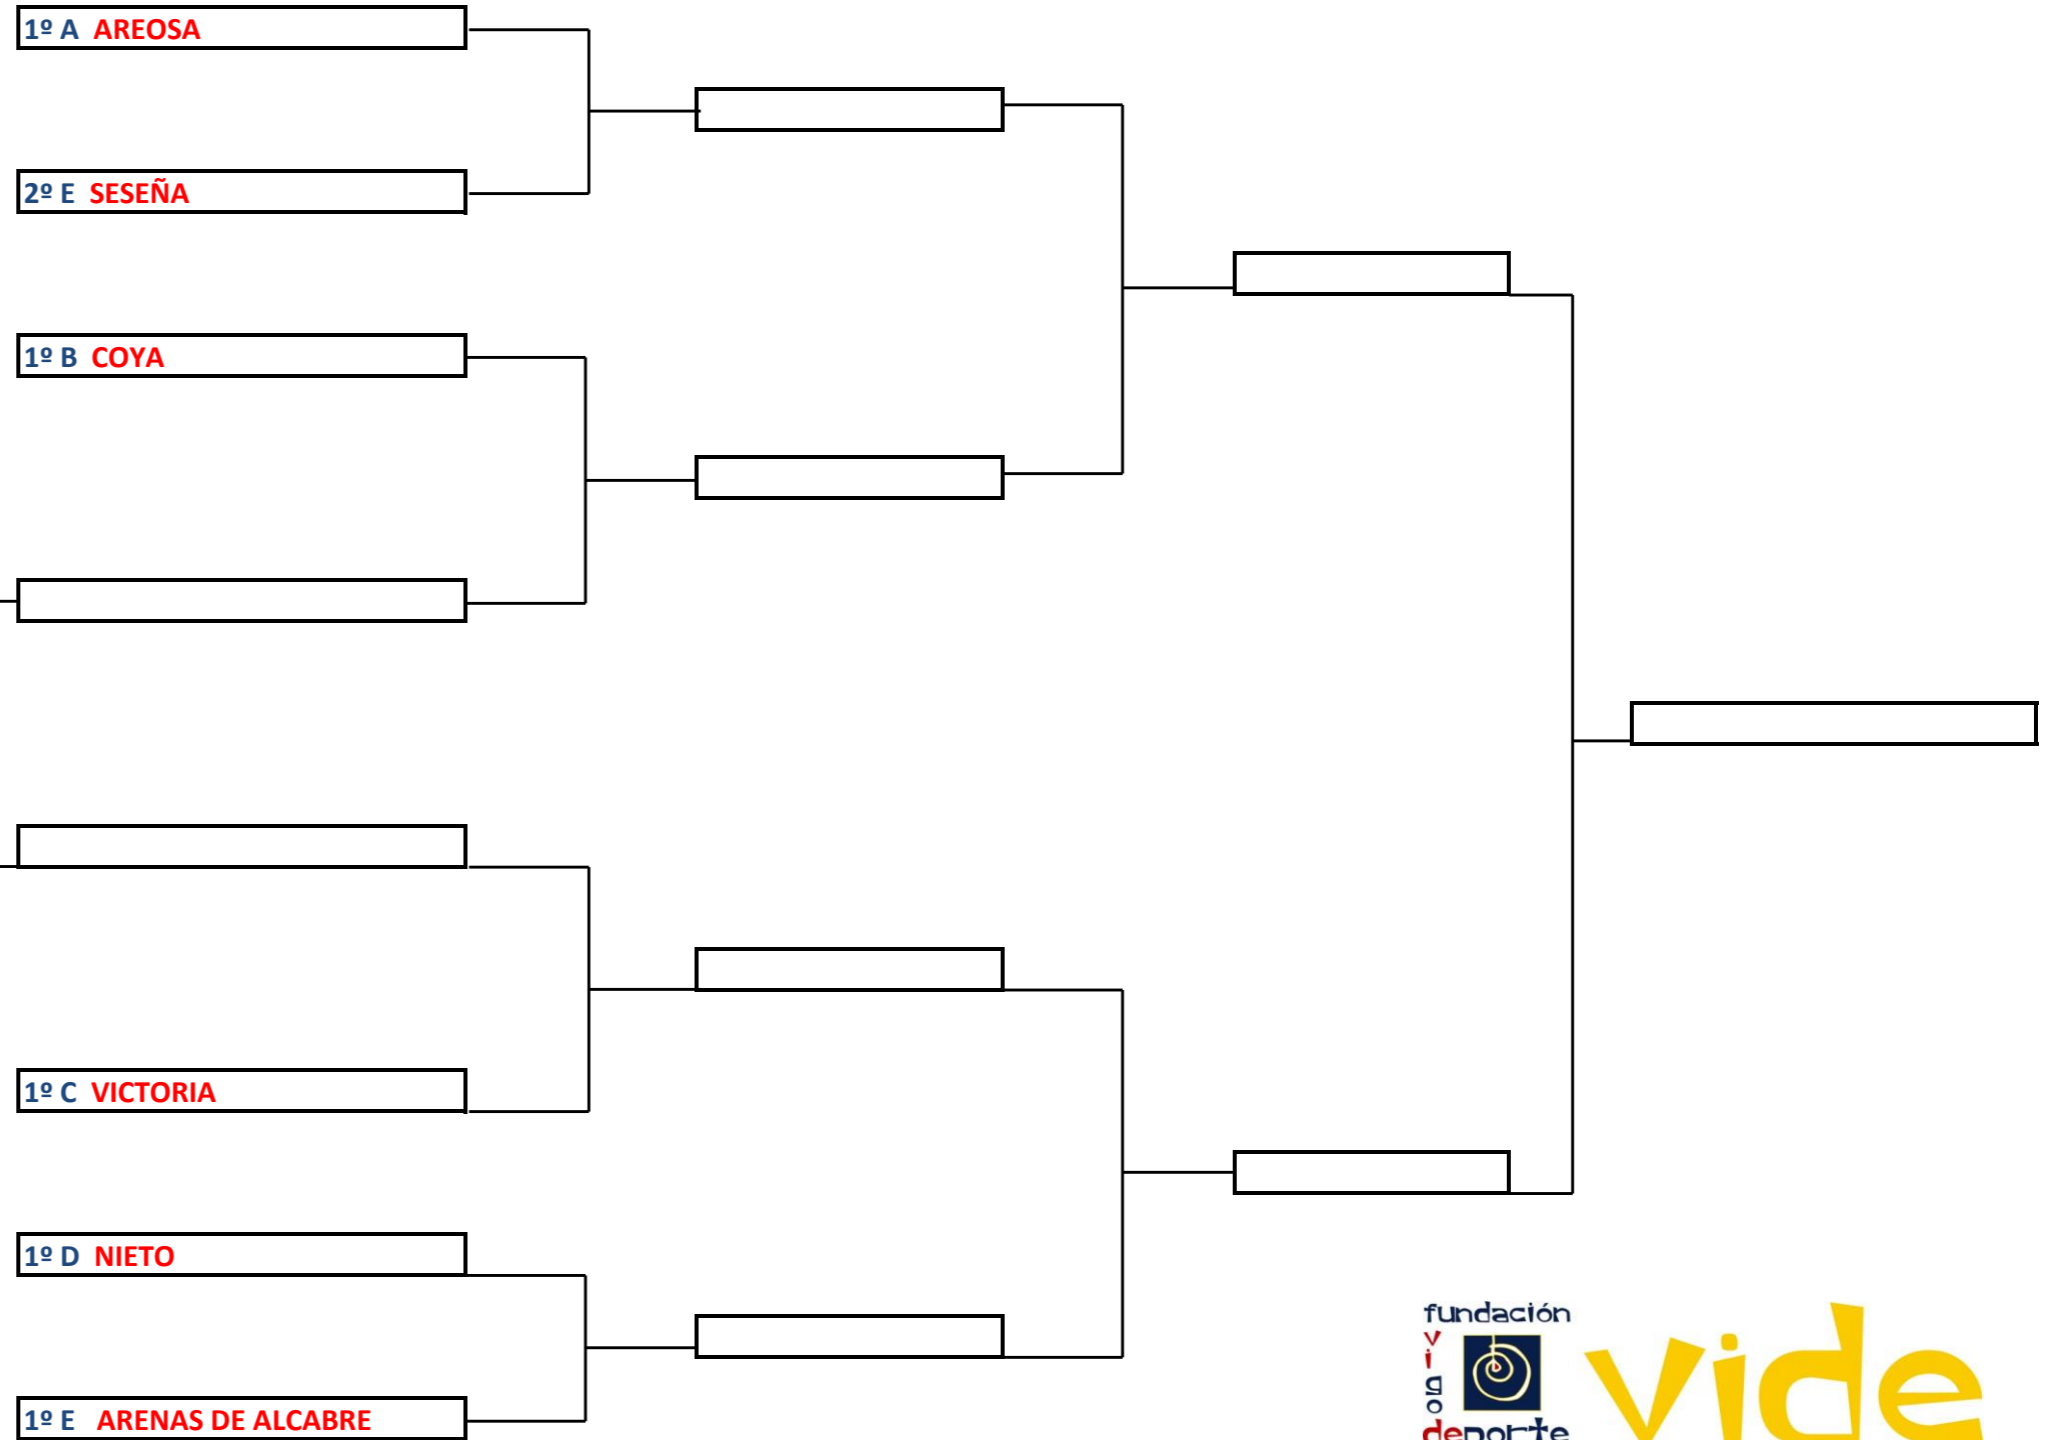 1º A AREOSA
2º E SESEÑA
1º B COYA
1º C VICTORIA
1º D NIETO
1º E ARENAS DE ALCABRE
fundación
vigo
deporte
vide